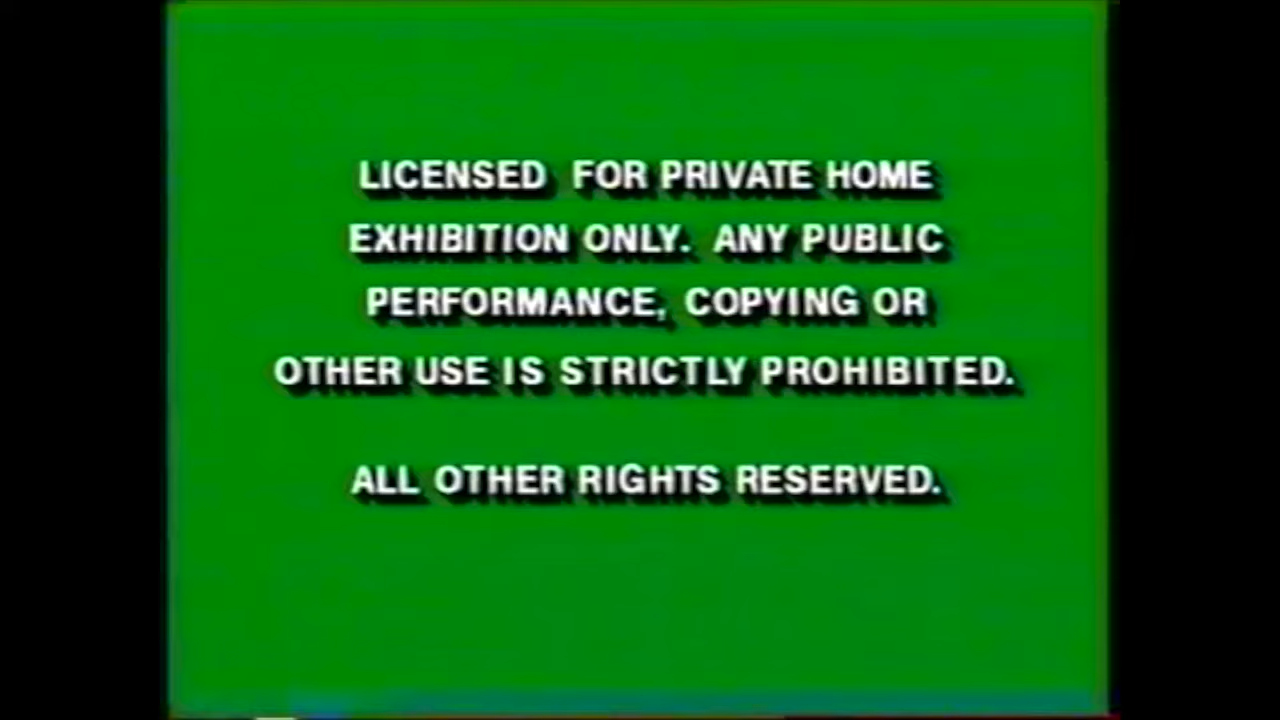 LICENSED FOR PRIVATE HOME
EXHIBITION ONLY. ANY PUBLIC
PERFORMANCE, COPYING OR
OTHER USE IS STRICTLY PROHIBITED.
ALL OTHER RIGHTS RESERVED.